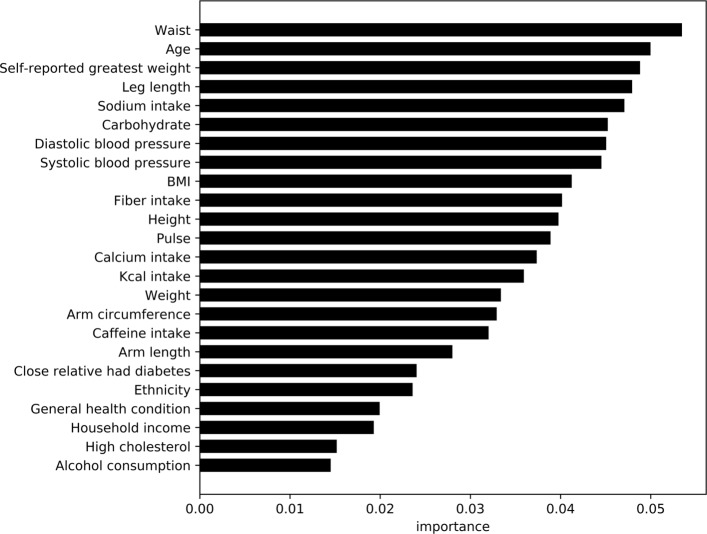 Waist
Age
Self-reported greatest weight
Leg length
Sodium intake
Carbohydrate
Diastolic blood pressure
Systolic blood pressure
BMI
Fiber intake
Height
Pulse
Calcium intake
Kcal intake
Weight
Arm circumference
Caffeine intake
Arm length
Close relative had diabetes
Ethnicity
General health condition
Household income
High cholesterol
Alcohol consumption
0.00 0.01 0.02 0.03 0.04 0.05
importance